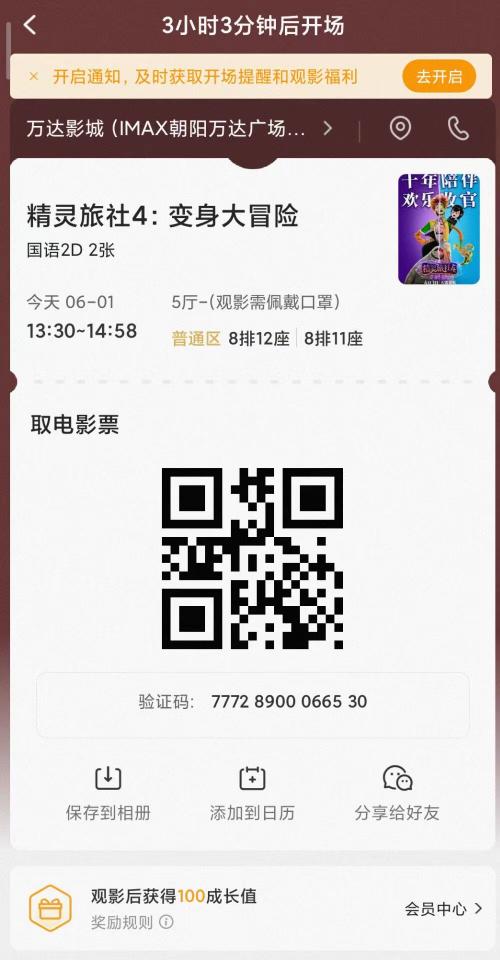 3小时3分钟后开场
× 开启通知，及时获取开场提醒和观影福利 去开启
万达影城（IMAX朝阳万达广场...
十年陪伴
欢乐收官
精灵旅社4
精灵旅社4：变身大冒险
国语2D 2张
今天 06-01 5厅-(观影需佩戴口罩)
13:30~14:58 普通区 8排12座 8排11座
取电影票
验证码: 7772 8900 0665 30
保存到相册 添加到日历 分享给好友
观影后获得100成长值
奖励规则
会员中心